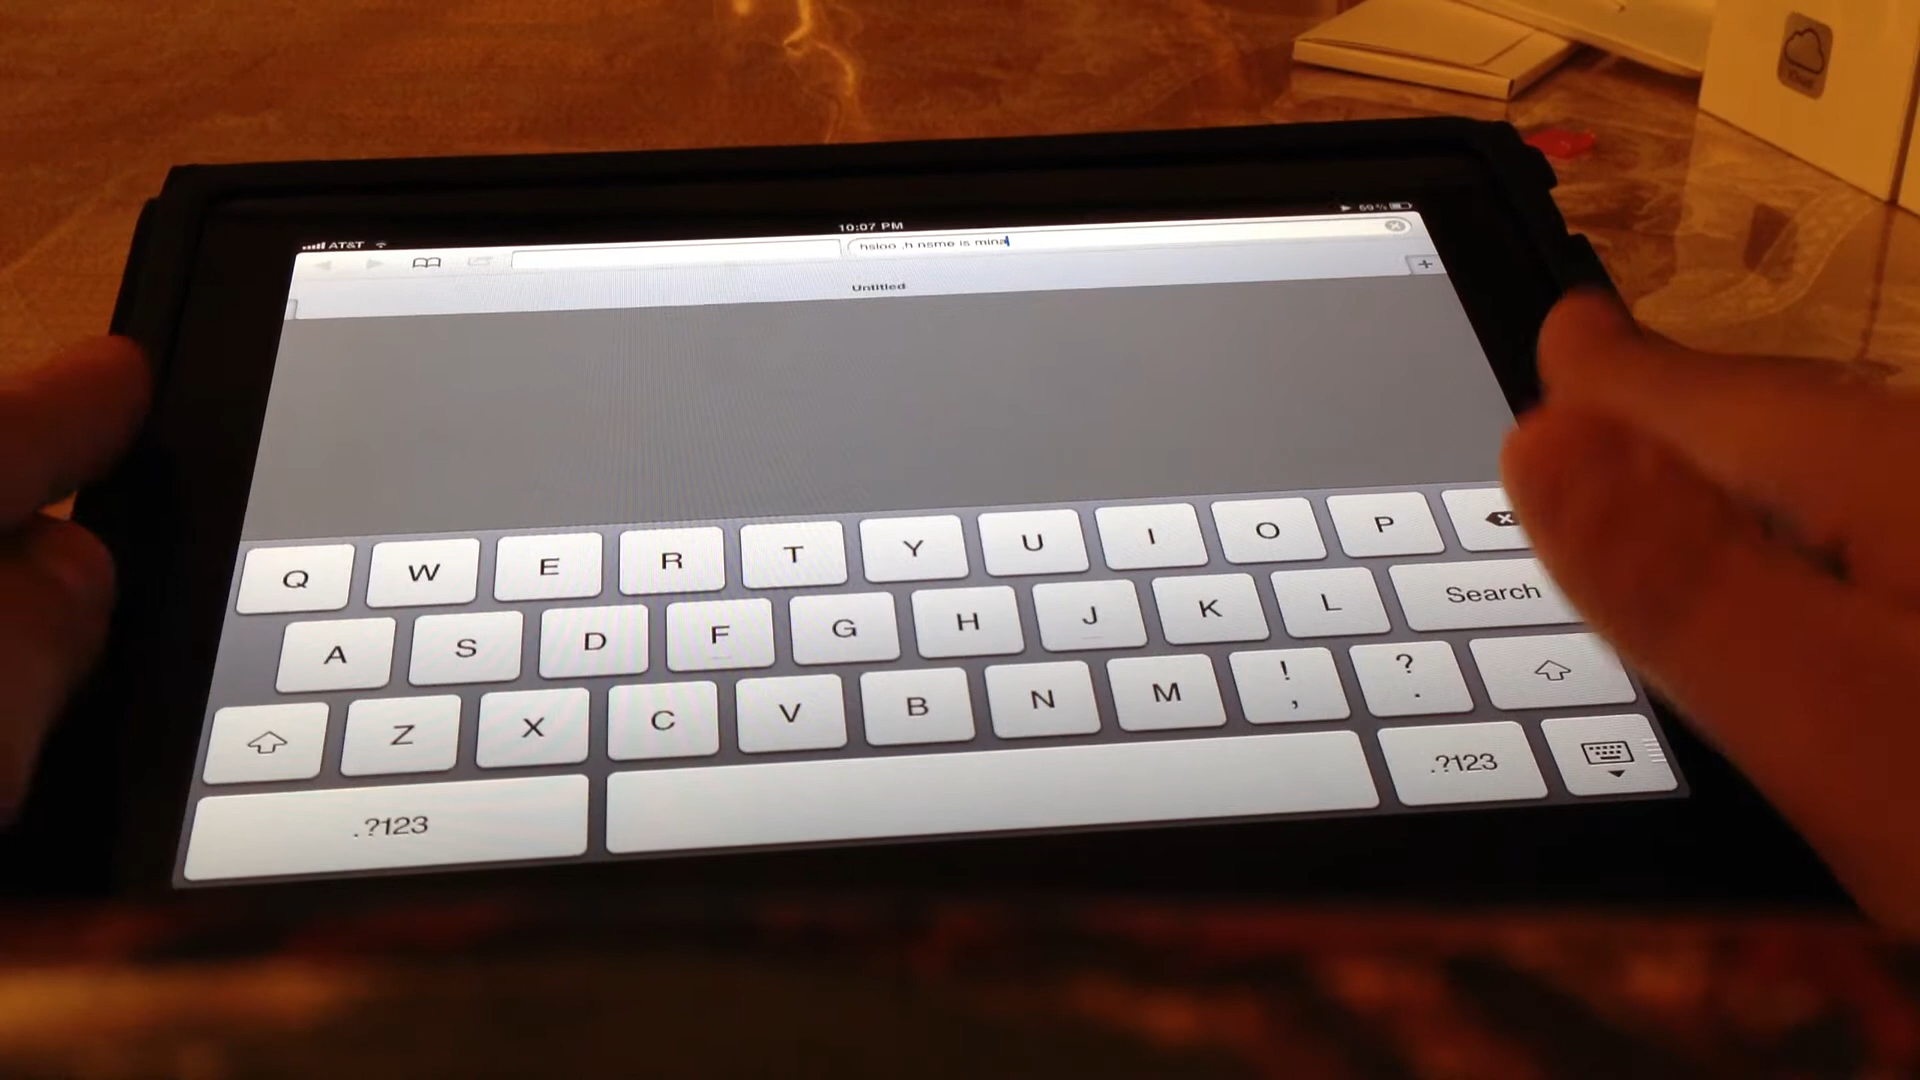 AT&T
10:07 PM
hsloo ,h nsme is mina
Untitled
Q W E R T Y U I O P
A S D F G H J K L Search
Z X C V B N M ! , ? .
.?123 .?123